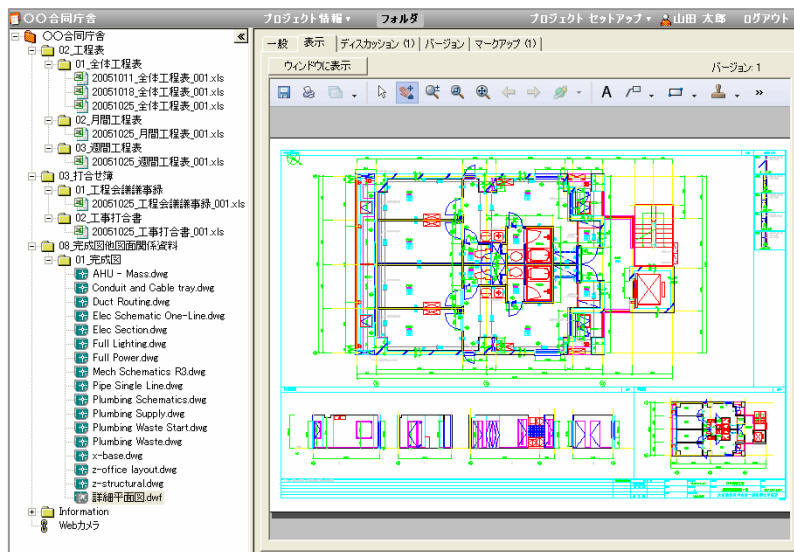 〇〇合同庁舎 プロジェクト情報 フォルダ プロジェクト セットアップ 山田 太郎 ログアウト
〇〇合同庁舎
02_工程表
01_全体工程表
20051011_全体工程表_001.xls
20051018_全体工程表_001.xls
20051025_全体工程表_001.xls
02_月間工程表
20051025_月間工程表_001.xls
03_週間工程表
20051025_週間工程表_001.xls
03_打合せ簿
01_工程会議議事録
20051025_工程会議議事録_001.xls
02_工事打合書
20051025_工事打合書_001.xls
08_完成図他図面関係資料
01_完成図
AHU - Mass.dwg
Conduit and Cable tray.dwg
Duct Routing.dwg
Elec Schematic One-Line.dwg
Elec Section.dwg
Full Lighting.dwg
Full Power.dwg
Mech Schematics R3.dwg
Pipe Single Line.dwg
Plumbing Schematics.dwg
Plumbing Supply.dwg
Plumbing Waste Start.dwg
Plumbing Waste.dwg
x-base.dwg
z-office layout.dwg
z-structural.dwg
詳細平面図.dwf
Information
Webカメラ
一般 表示 ディスカッション (1) バージョン マークアップ (1)
ウィンドウに表示 バージョン: 1
A